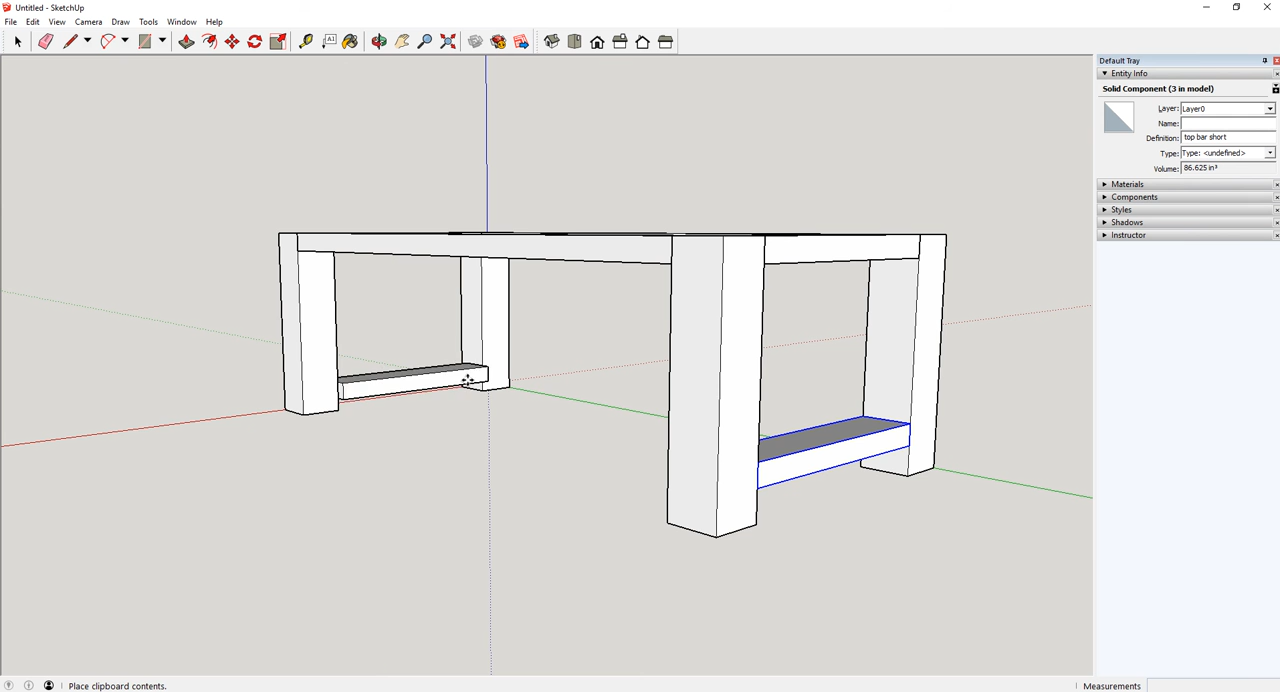 Untitled - SketchUp
File Edit View Camera Draw Tools Window Help
Default Tray
Entity Info
Solid Component (3 in model)
Layer: Layer0
Name:
Definition: top bar short
Type: Type: <undefined>
Volume: 86.625 in³
Materials
Components
Styles
Shadows
Instructor
Place clipboard contents.
Measurements